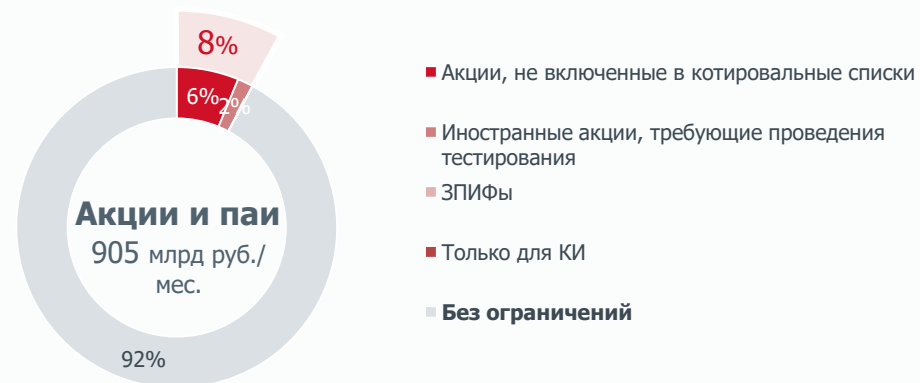 8%
6%
2%
Акции и паи
905 млрд руб./
мес.
92%
Акции, не включенные в котировальные списки
Иностранные акции, требующие проведения
тестирования
ЗПИФы
Только для КИ
Без ограничений